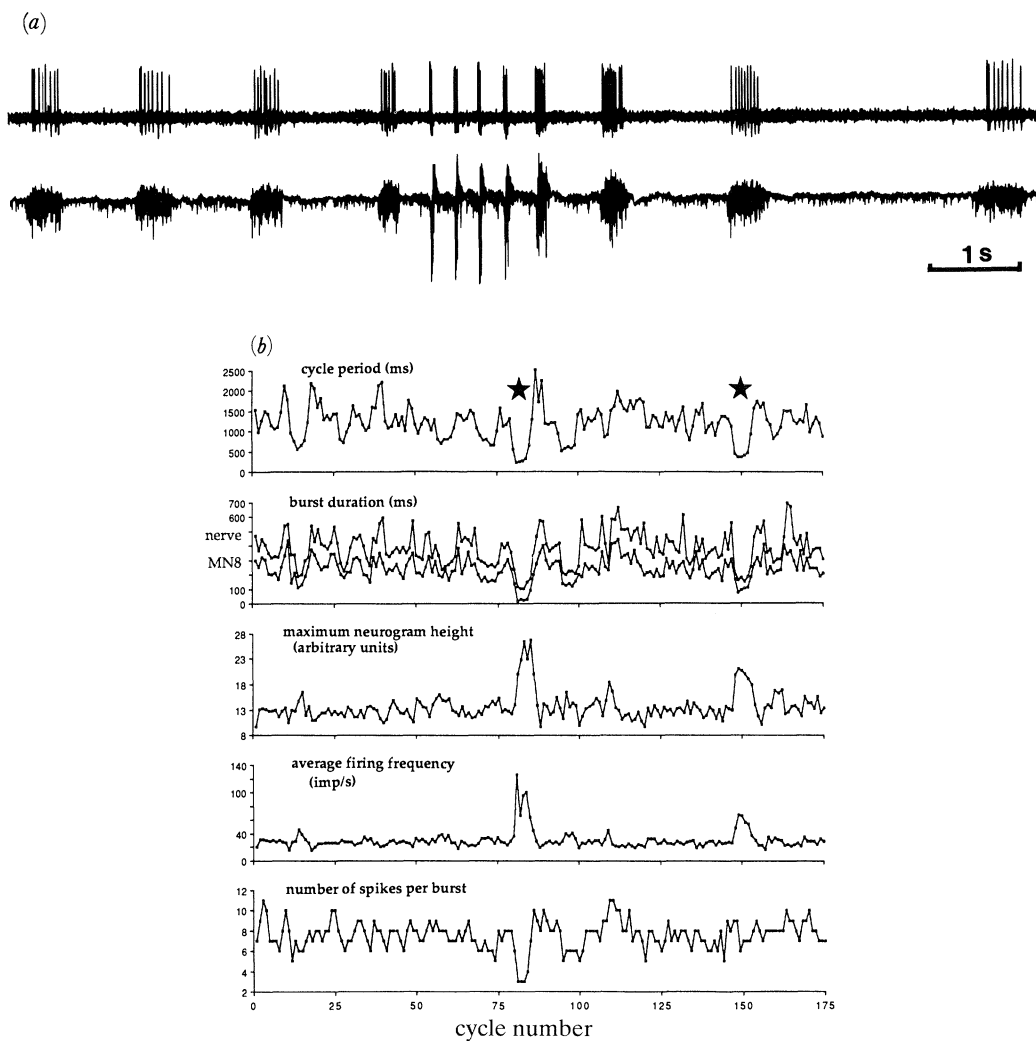 (a)
1 s
(b)
cycle period (ms)
2500
2000
1500
1000
500
0
burst duration (ms)
700
600
nerve
MN8
100
0
maximum neurogram height
(arbitrary units)
28
23
18
13
8
average firing frequency
(imp/s)
140
100
40
0
number of spikes per burst
12
10
8
6
4
2
0 25 50 75 100 125 150 175
cycle number